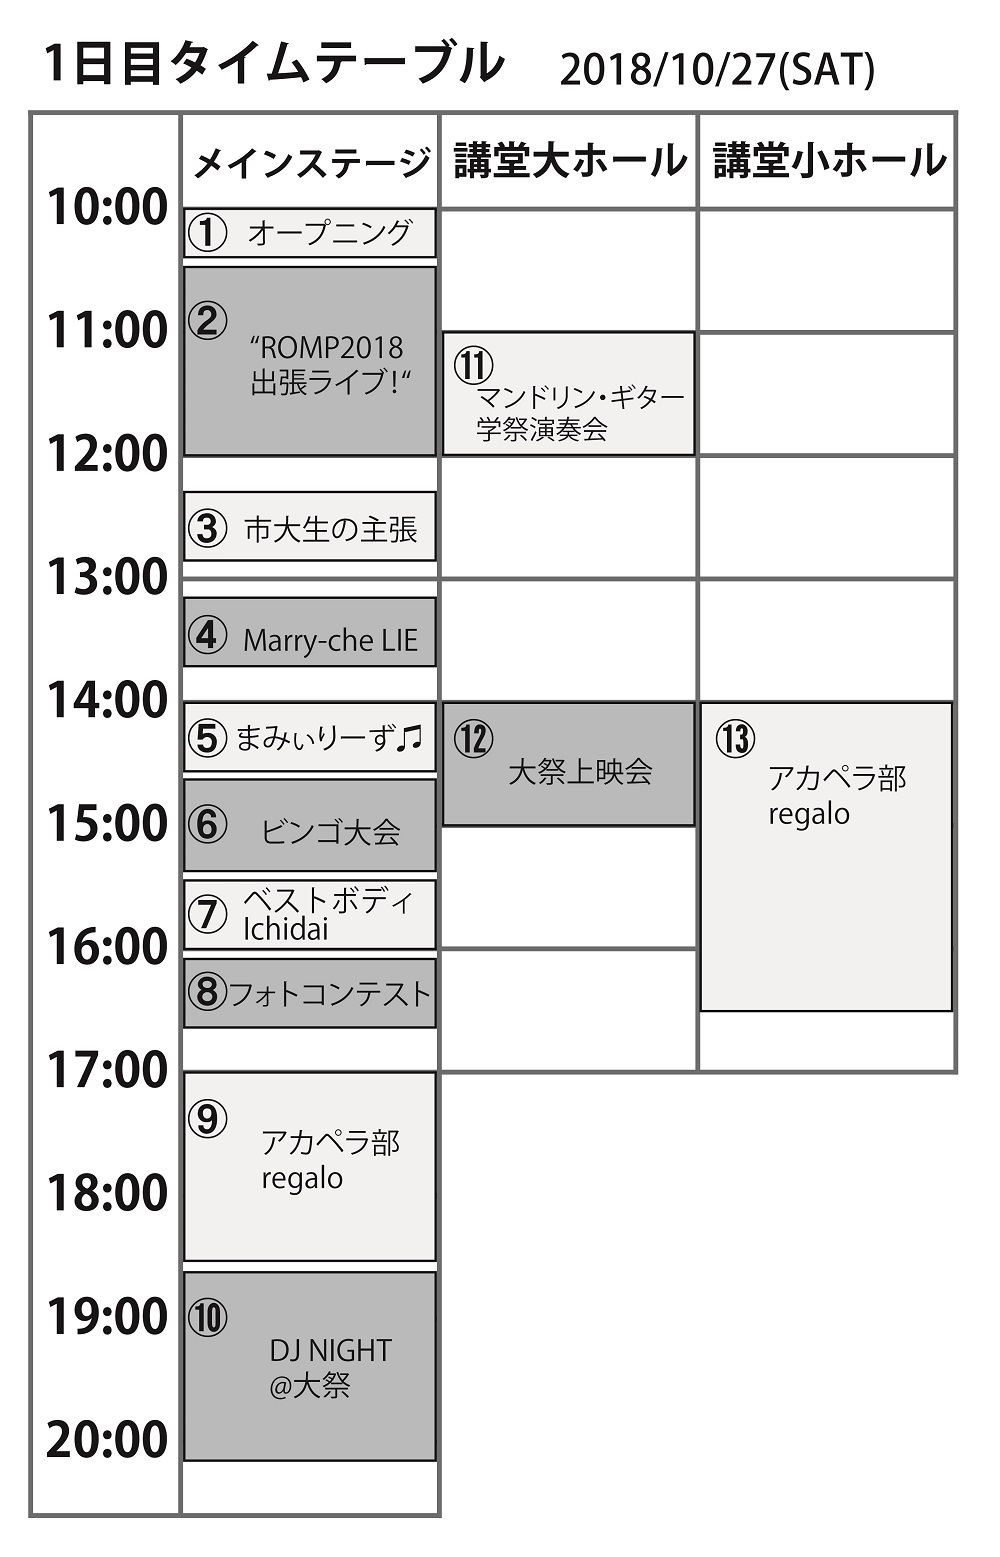 1日目タイムテーブル 2018/10/27(SAT)
メインステージ 講堂大ホール 講堂小ホール
10:00
11:00
12:00
13:00
14:00
15:00
16:00
17:00
18:00
19:00
20:00
① オープニング
② “ROMP2018
出張ライブ！“
③ 市大生の主張
④ Marry-che LIE
⑤ まみぃりーず♫
⑥ ビンゴ大会
⑦ ベストボディ
Ichidai
⑧ フォトコンテスト
⑨ アカペラ部
regalo
⑩ DJ NIGHT
@大祭
⑪ マンドリン・ギター
学祭演奏会
⑫ 大祭上映会
⑬ アカペラ部
regalo